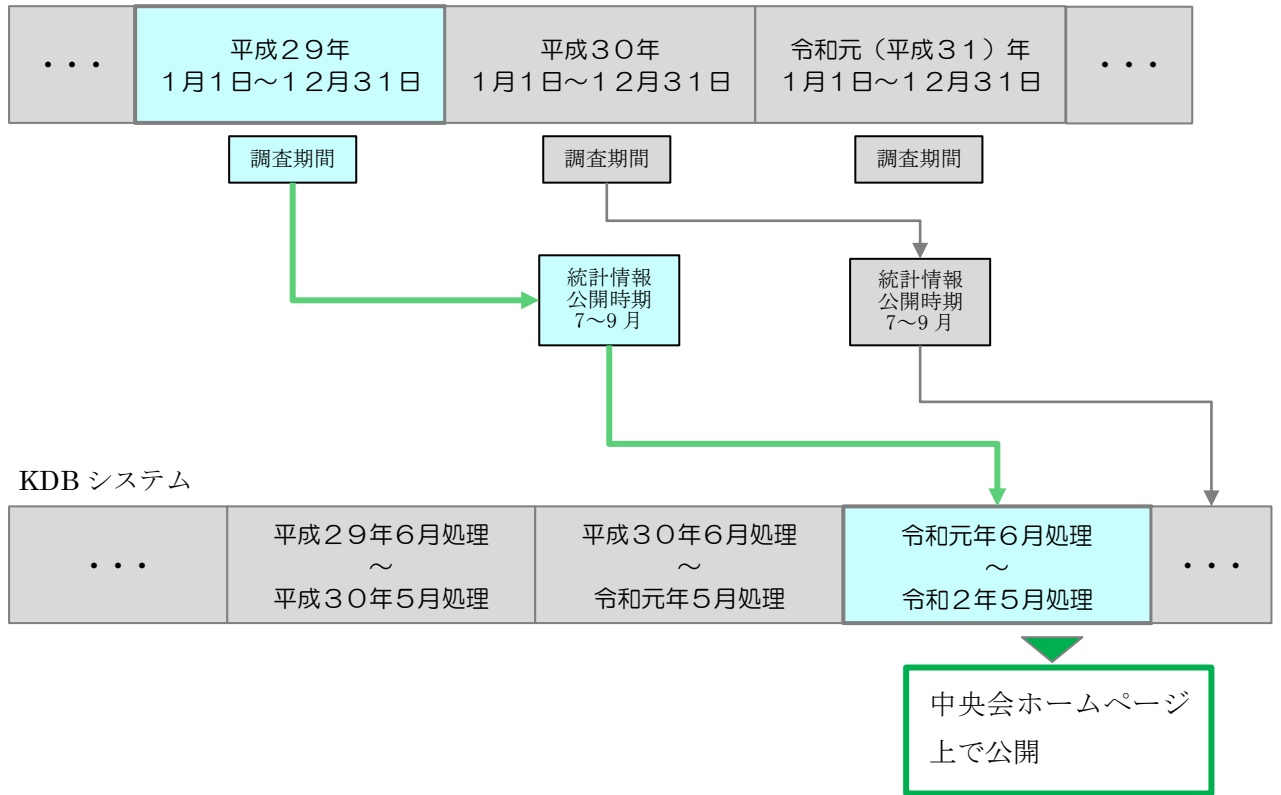 ・・・
平成２９年
１月１日～１２月３１日
平成３０年
１月１日～１２月３１日
令和元（平成３１）年
１月１日～１２月３１日
・・・
調査期間
調査期間
調査期間
統計情報
公開時期
7～9 月
統計情報
公開時期
7～9 月
KDB システム
・・・
平成２９年６月処理
～
平成３０年５月処理
平成３０年６月処理
～
令和元年５月処理
令和元年６月処理
～
令和２年５月処理
・・・
中央会ホームページ
上で公開